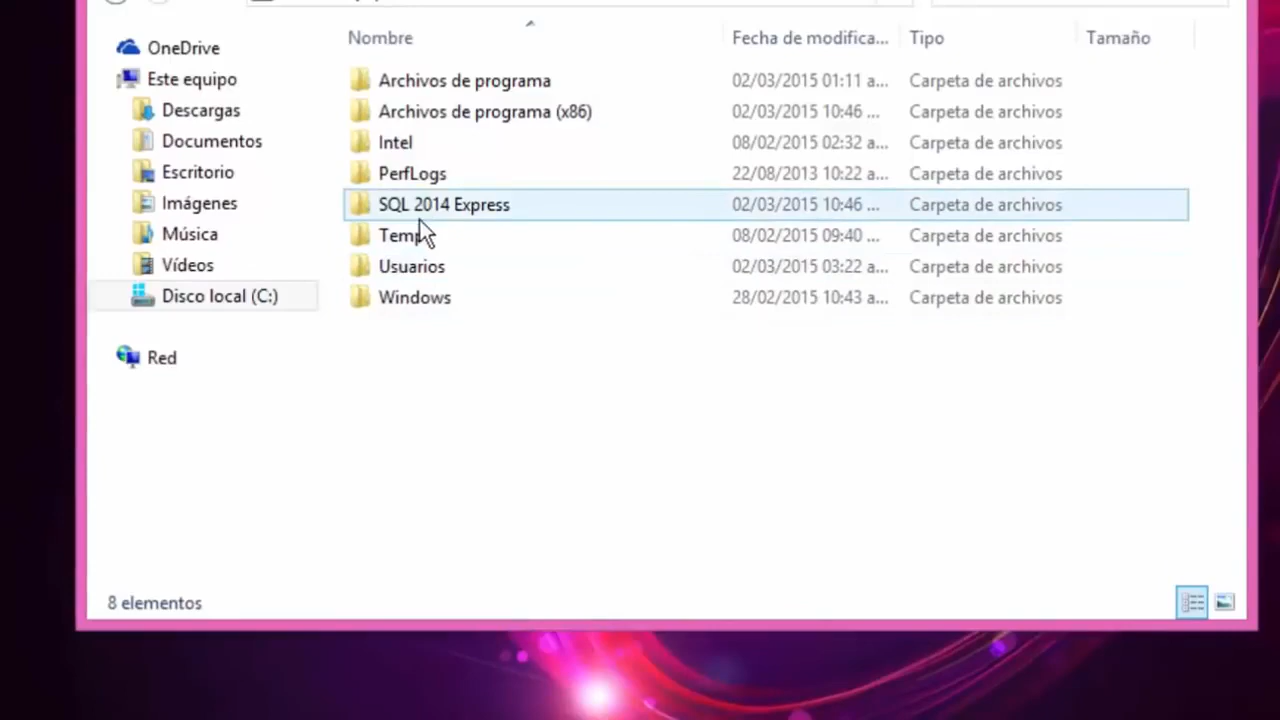 Nombre Fecha de modifica... Tipo Tamaño
OneDrive
Este equipo
Descargas
Documentos
Escritorio
Imágenes
Música
Vídeos
Disco local (C:)
Red
Archivos de programa 02/03/2015 01:11 a... Carpeta de archivos
Archivos de programa (x86) 02/03/2015 10:46 ... Carpeta de archivos
Intel 08/02/2015 02:32 a... Carpeta de archivos
PerfLogs 22/08/2013 10:22 a... Carpeta de archivos
SQL 2014 Express 02/03/2015 10:46 ... Carpeta de archivos
Temp 08/02/2015 09:40 ... Carpeta de archivos
Usuarios 02/03/2015 03:22 a... Carpeta de archivos
Windows 28/02/2015 10:43 a... Carpeta de archivos
8 elementos